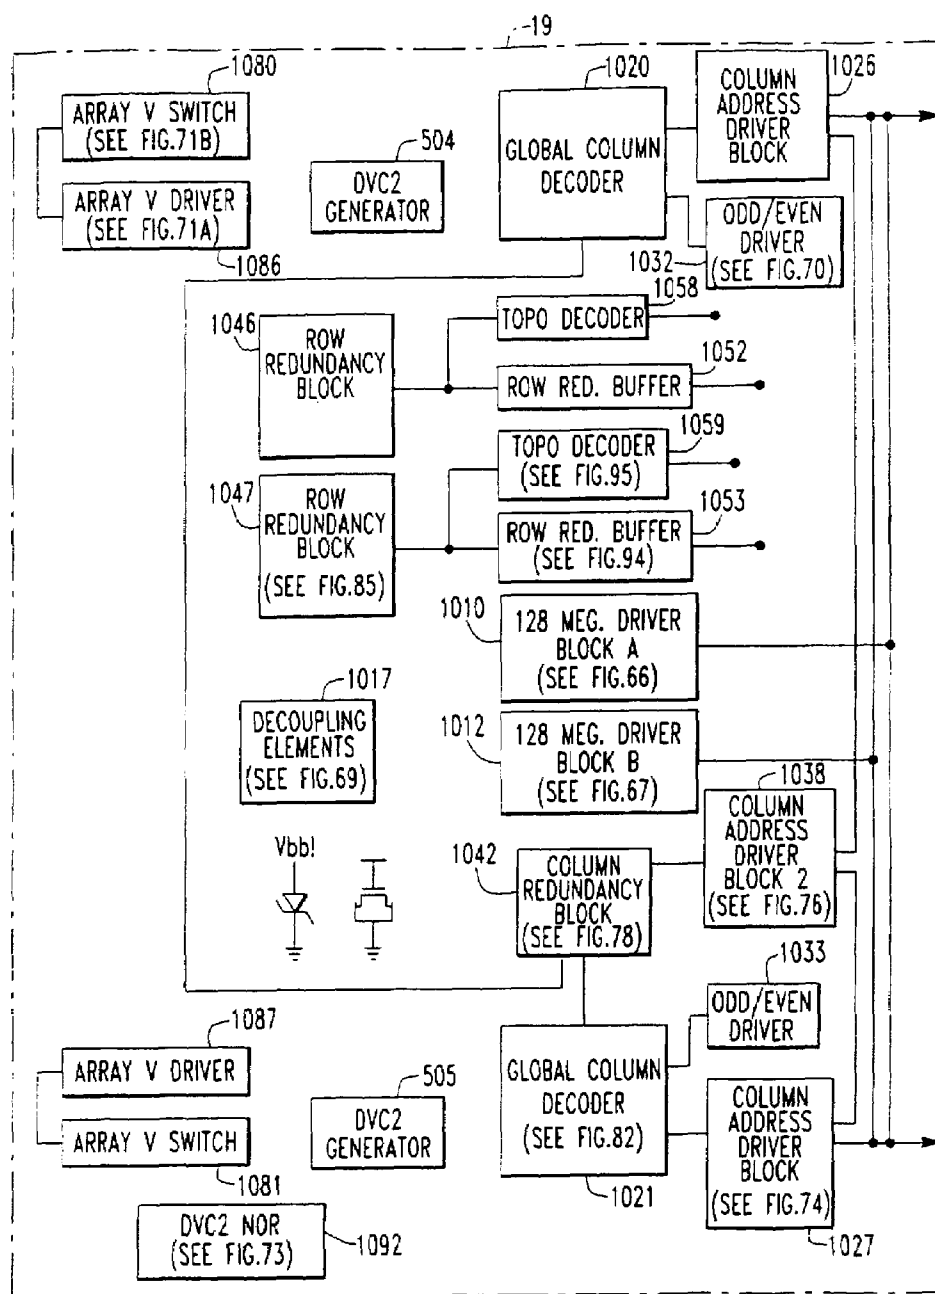 19
1080
ARRAY V SWITCH
(SEE FIG.71B)
ARRAY V DRIVER
(SEE FIG.71A)
1086
504
DVC2
GENERATOR
1020
GLOBAL COLUMN
DECODER
COLUMN
ADDRESS
DRIVER
BLOCK
1026
ODD/EVEN
DRIVER
(SEE FIG.70)
1032
1046
ROW
REDUNDANCY
BLOCK
1058
TOPO DECODER
1052
ROW RED. BUFFER
1047
ROW
REDUNDANCY
BLOCK
(SEE FIG.85)
1059
TOPO DECODER
(SEE FIG.95)
1053
ROW RED. BUFFER
(SEE FIG.94)
1010
128 MEG. DRIVER
BLOCK A
(SEE FIG.66)
1017
DECOUPLING
ELEMENTS
(SEE FIG.69)
1012
128 MEG. DRIVER
BLOCK B
(SEE FIG.67)
1038
COLUMN
ADDRESS
DRIVER
BLOCK 2
(SEE FIG.76)
Vbb!
1042
COLUMN
REDUNDANCY
BLOCK
(SEE FIG.78)
1033
ODD/EVEN
DRIVER
1087
ARRAY V DRIVER
ARRAY V SWITCH
1081
505
DVC2
GENERATOR
GLOBAL COLUMN
DECODER
(SEE FIG.82)
1021
COLUMN
ADDRESS
DRIVER
BLOCK
(SEE FIG.74)
1027
DVC2 NOR
(SEE FIG.73)
1092